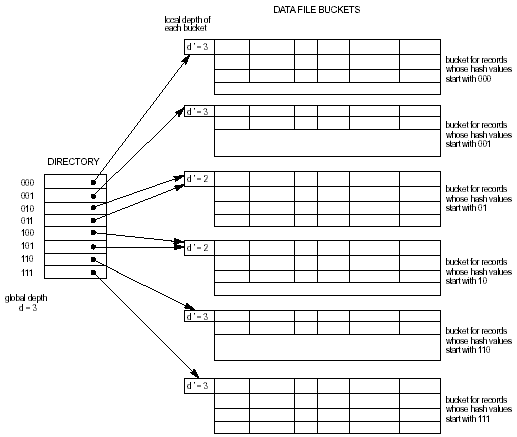 DATA FILE BUCKETS
local depth of
each bucket
d' = 3
bucket for records
whose hash values
start with 000
d' = 3
bucket for records
whose hash values
start with 001
DIRECTORY
000
001
010
011
100
101
110
111
global depth
d = 3
d' = 2
bucket for records
whose hash values
start with 01
d' = 2
bucket for records
whose hash values
start with 10
d' = 3
bucket for records
whose hash values
start with 110
d' = 3
bucket for records
whose hash values
start with 111